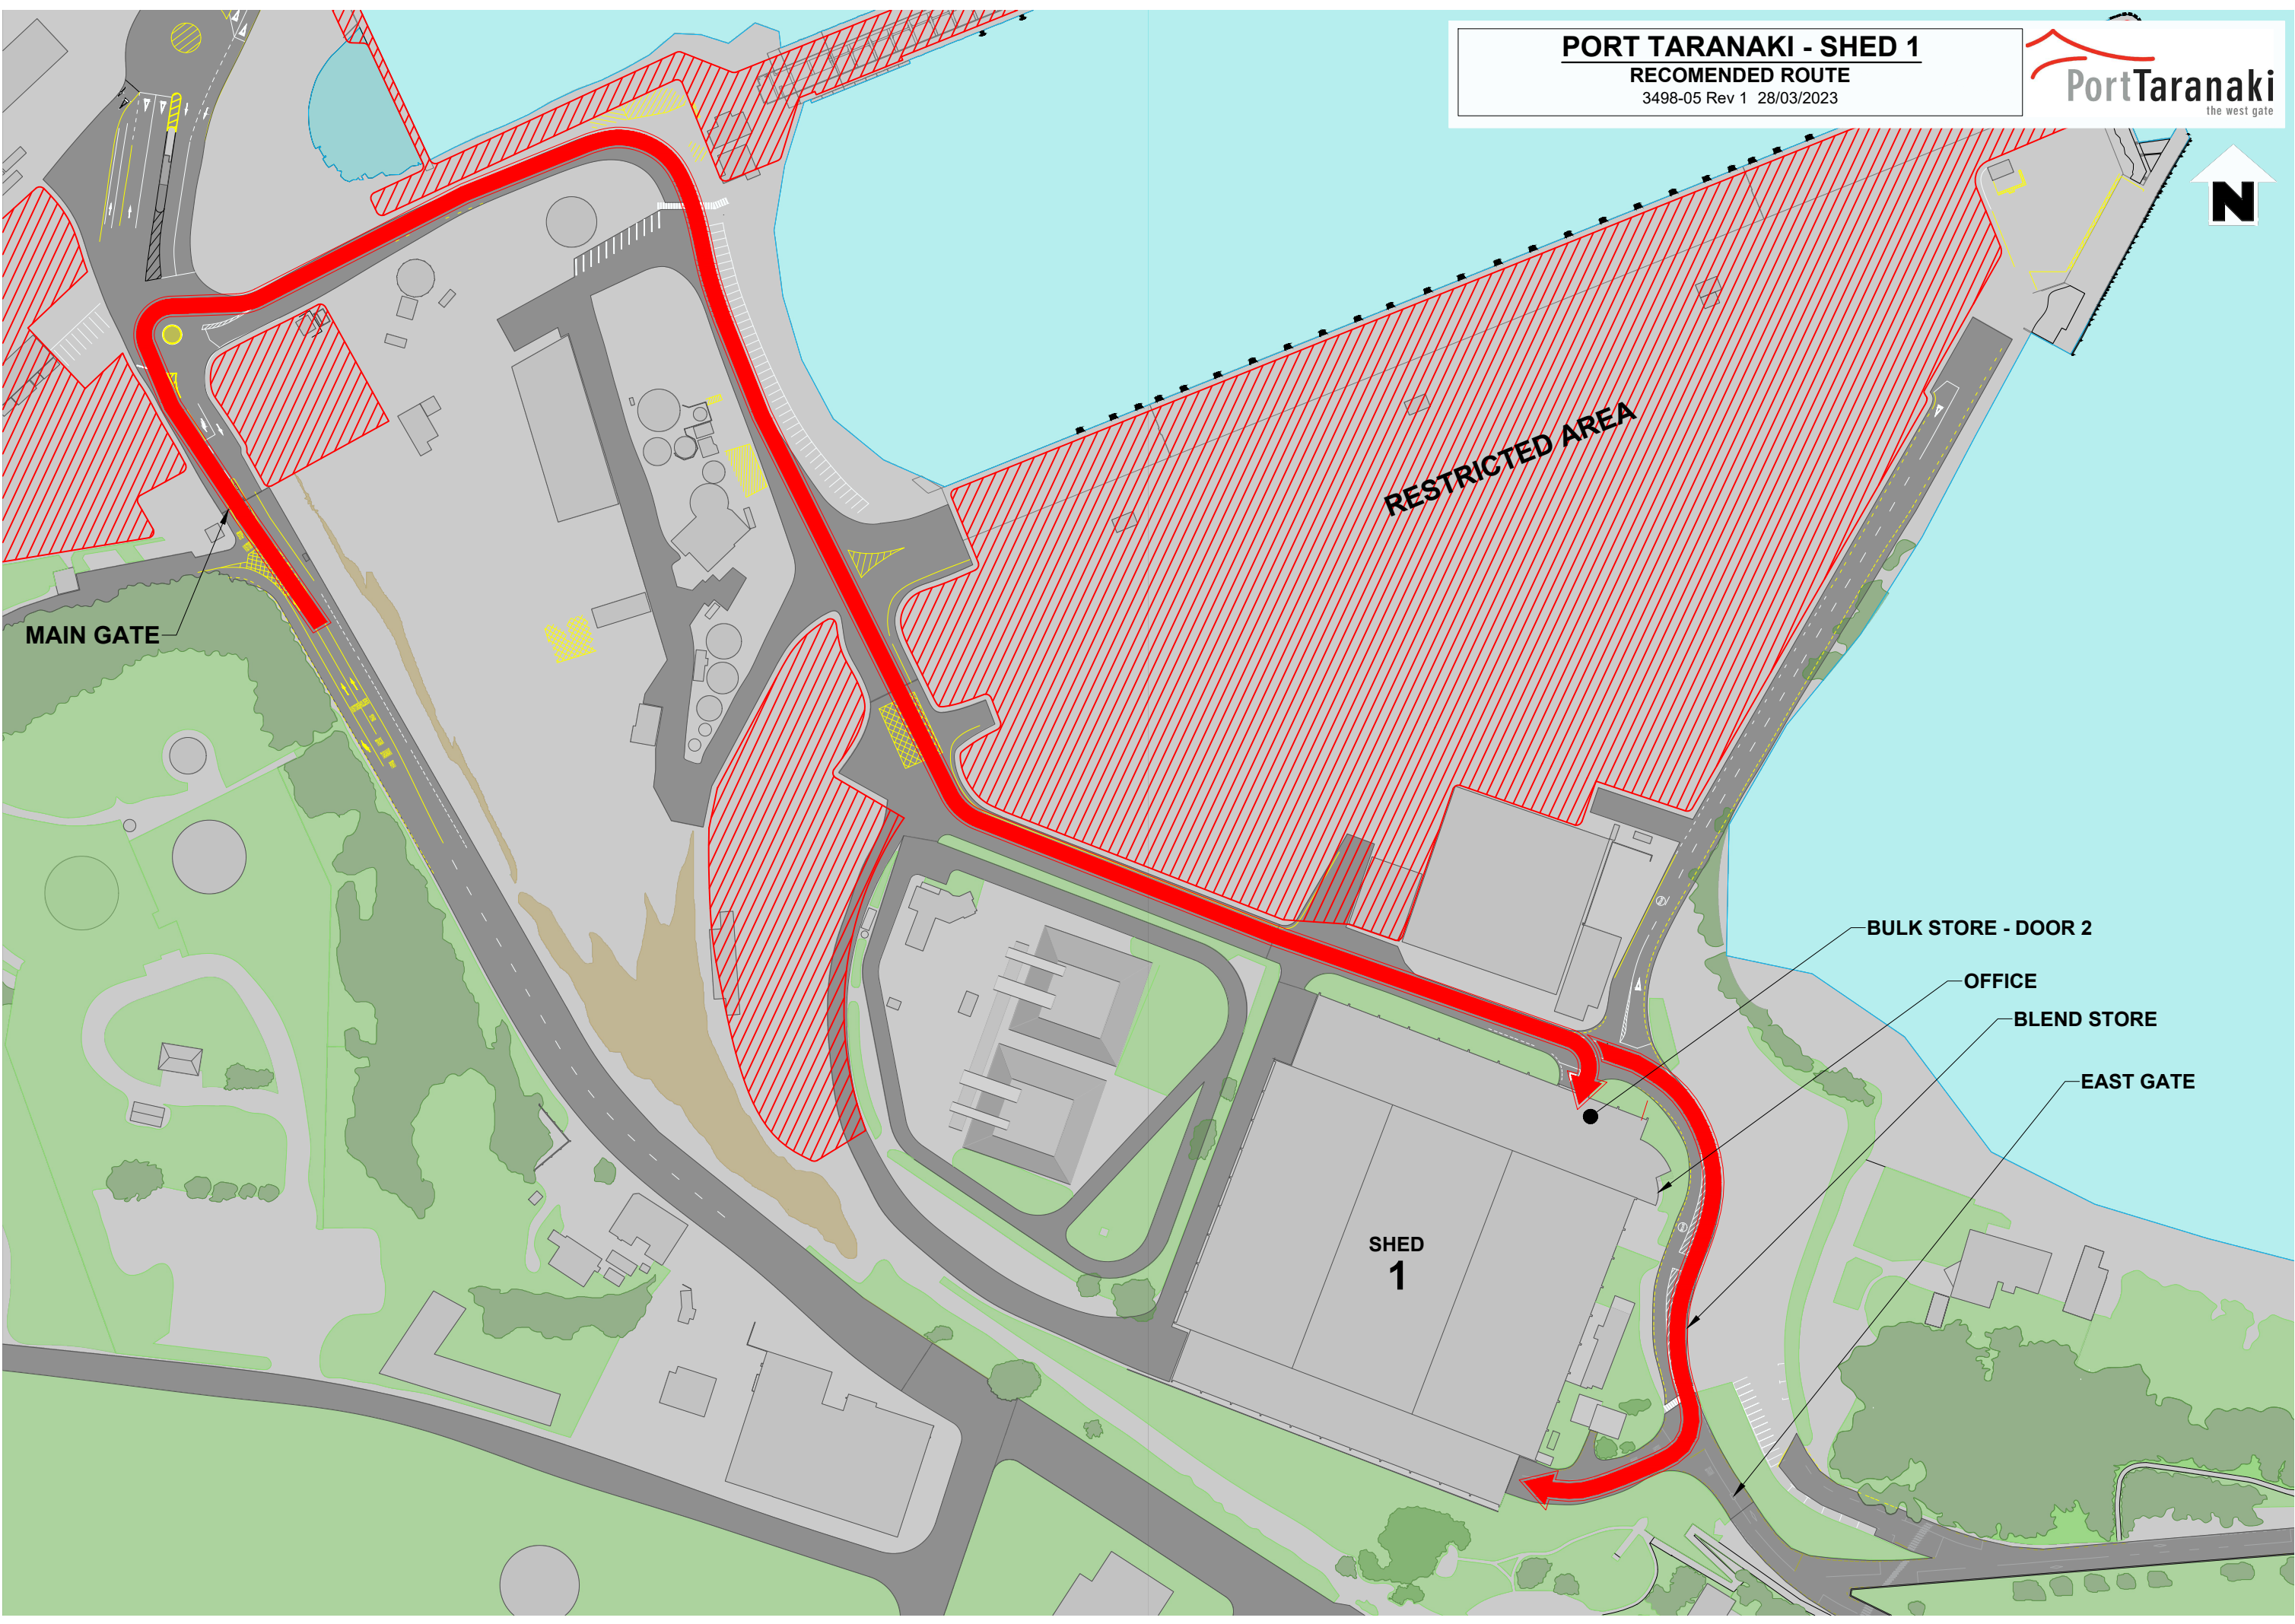 PORT TARANAKI - SHED 1
RECOMENDED ROUTE
3498-05 Rev 1 28/03/2023
PortTaranaki
the west gate
N
RESTRICTED AREA
MAIN GATE
BULK STORE - DOOR 2
OFFICE
BLEND STORE
EAST GATE
SHED
1